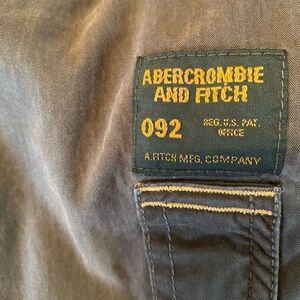 ABERCROMBIE
AND FITCH
092
REG. U.S. PAT.
OFFICE
A.FITCH MFG. COMPANY